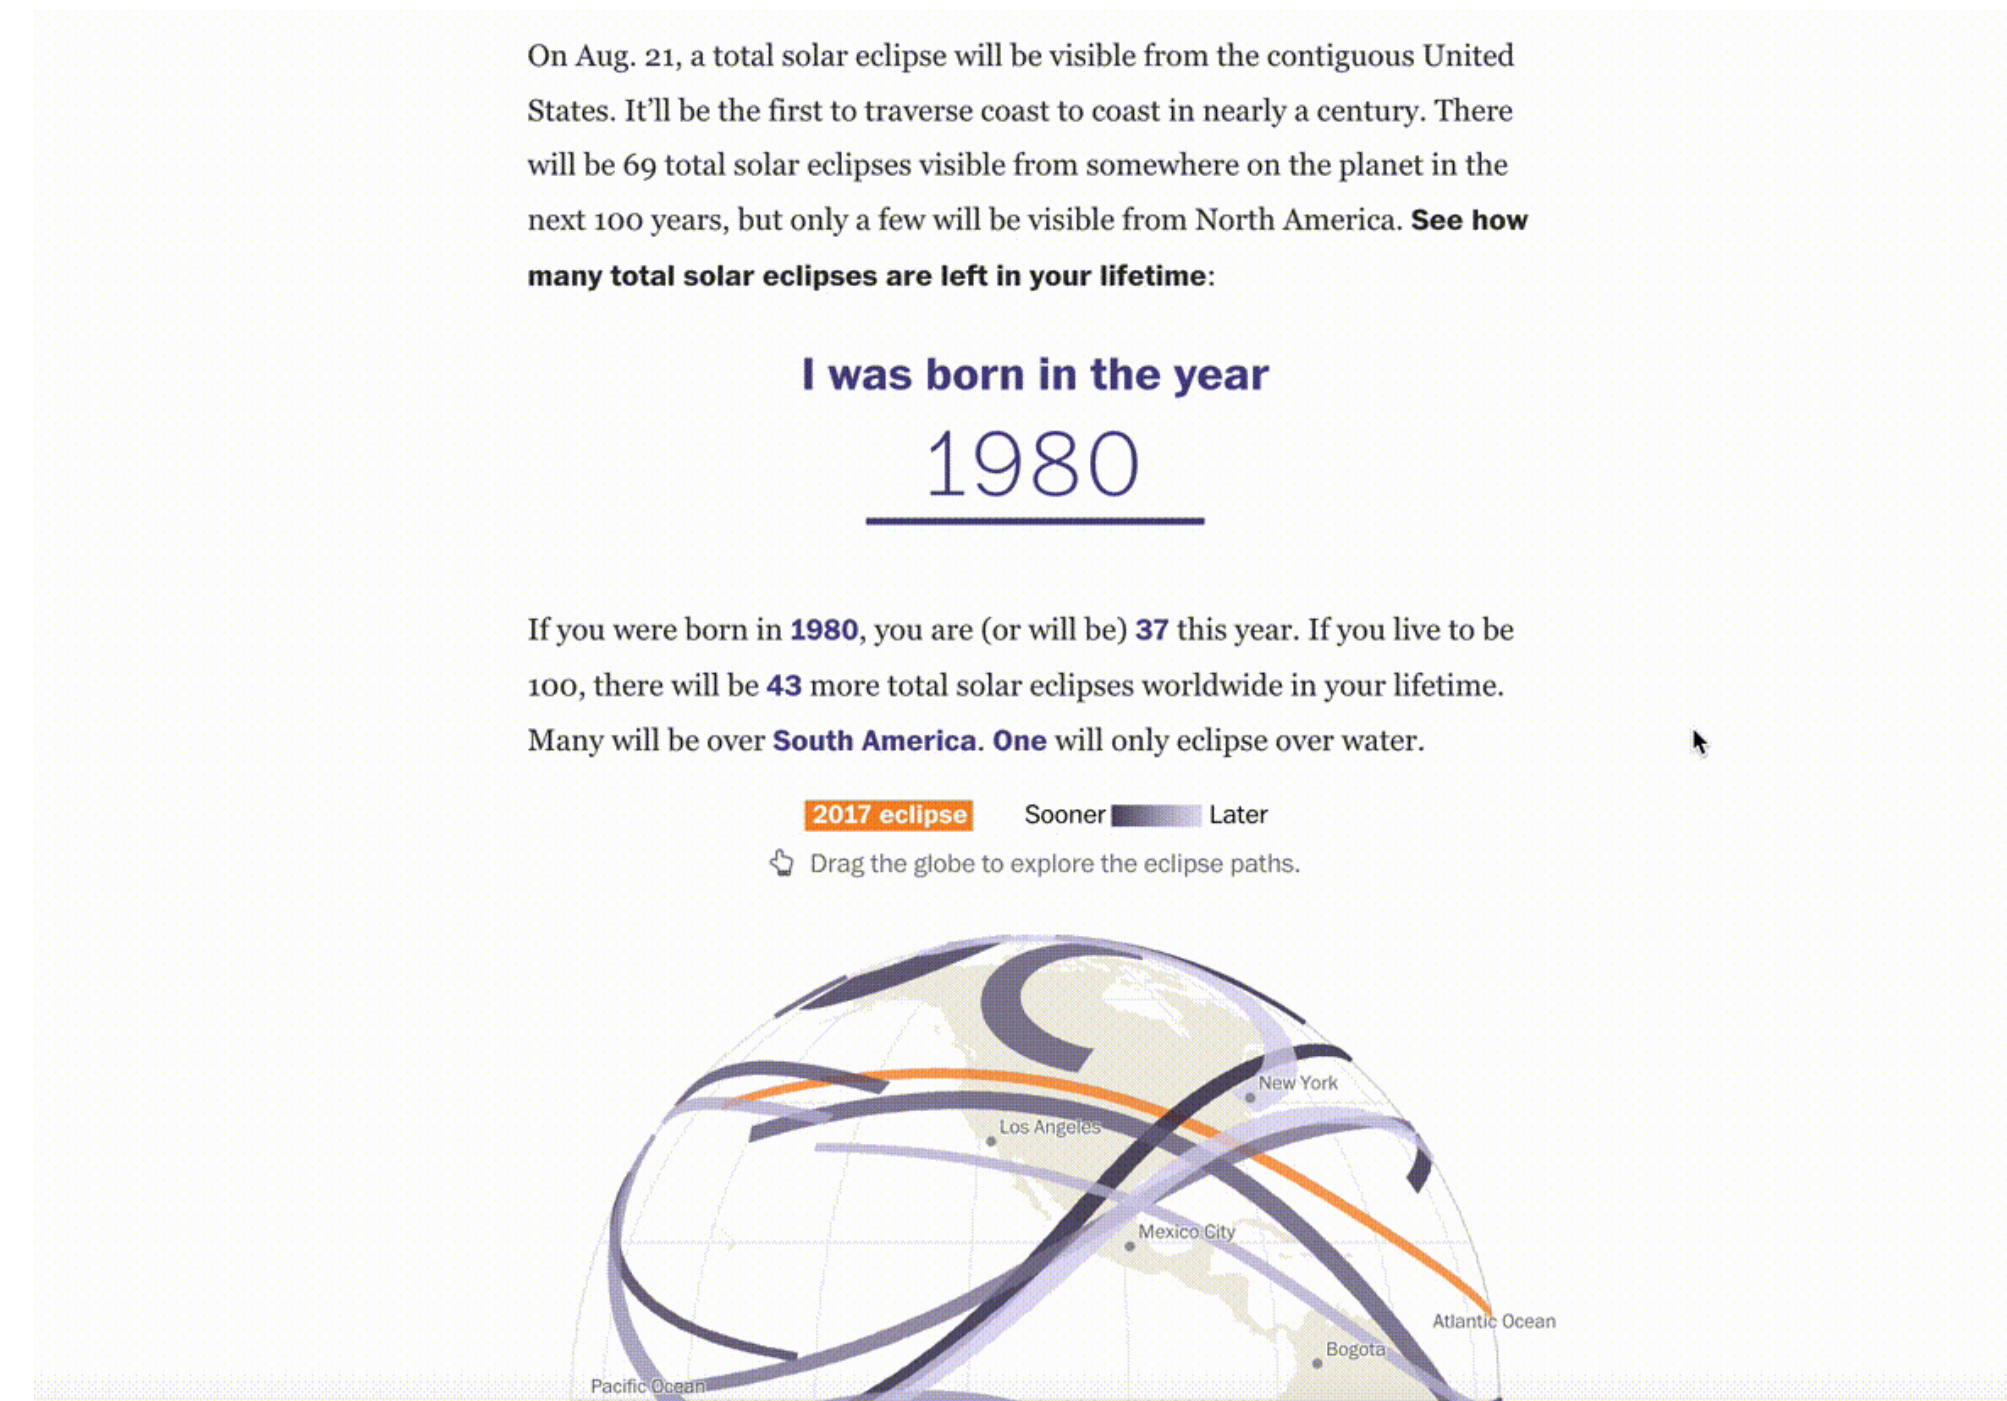 On Aug. 21, a total solar eclipse will be visible from the contiguous United
States. It’ll be the first to traverse coast to coast in nearly a century. There
will be 69 total solar eclipses visible from somewhere on the planet in the
next 100 years, but only a few will be visible from North America. See how
many total solar eclipses are left in your lifetime:
I was born in the year
1980
If you were born in 1980, you are (or will be) 37 this year. If you live to be
100, there will be 43 more total solar eclipses worldwide in your lifetime.
Many will be over South America. One will only eclipse over water.
2017 eclipse Sooner Later
Drag the globe to explore the eclipse paths.
New York
Los Angeles
Mexico City
Atlantic Ocean
Bogota
Pacific Ocean